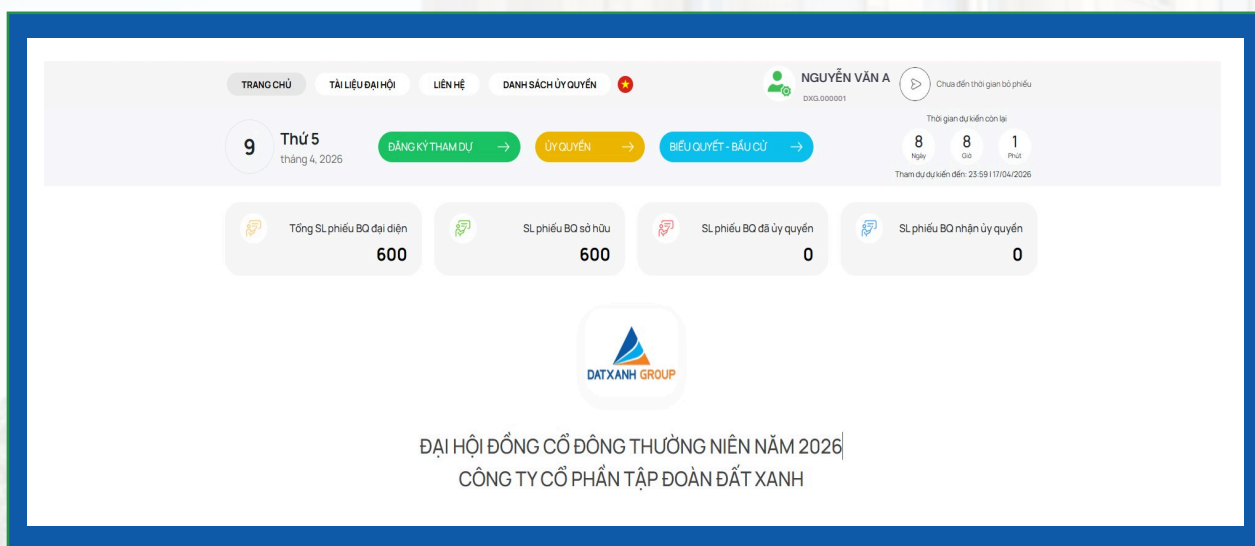 TRANG CHỦ
TÀI LIỆU ĐẠI HỘI
LIÊN HỆ
DANH SÁCH ỦY QUYỀN
NGUYỄN VĂN A
DXG.000001
Chưa đến thời gian bỏ phiếu
9
Thứ 5
tháng 4, 2026
ĐĂNG KÝ THAM DỰ
ỦY QUYỀN
BIỂU QUYẾT - BẦU CỬ
Thời gian dự kiến còn lại
8 8 1
Ngày Giờ Phút
Tham dự dự kiến đến: 23:59 | 17/04/2026
Tổng SL phiếu BQ đại diện
600
SL phiếu BQ sở hữu
600
SL phiếu BQ đã ủy quyền
0
SL phiếu BQ nhận ủy quyền
0
DATXANH GROUP
ĐẠI HỘI ĐỒNG CỔ ĐÔNG THƯỜNG NIÊN NĂM 2026
CÔNG TY CỔ PHẦN TẬP ĐOÀN ĐẤT XANH